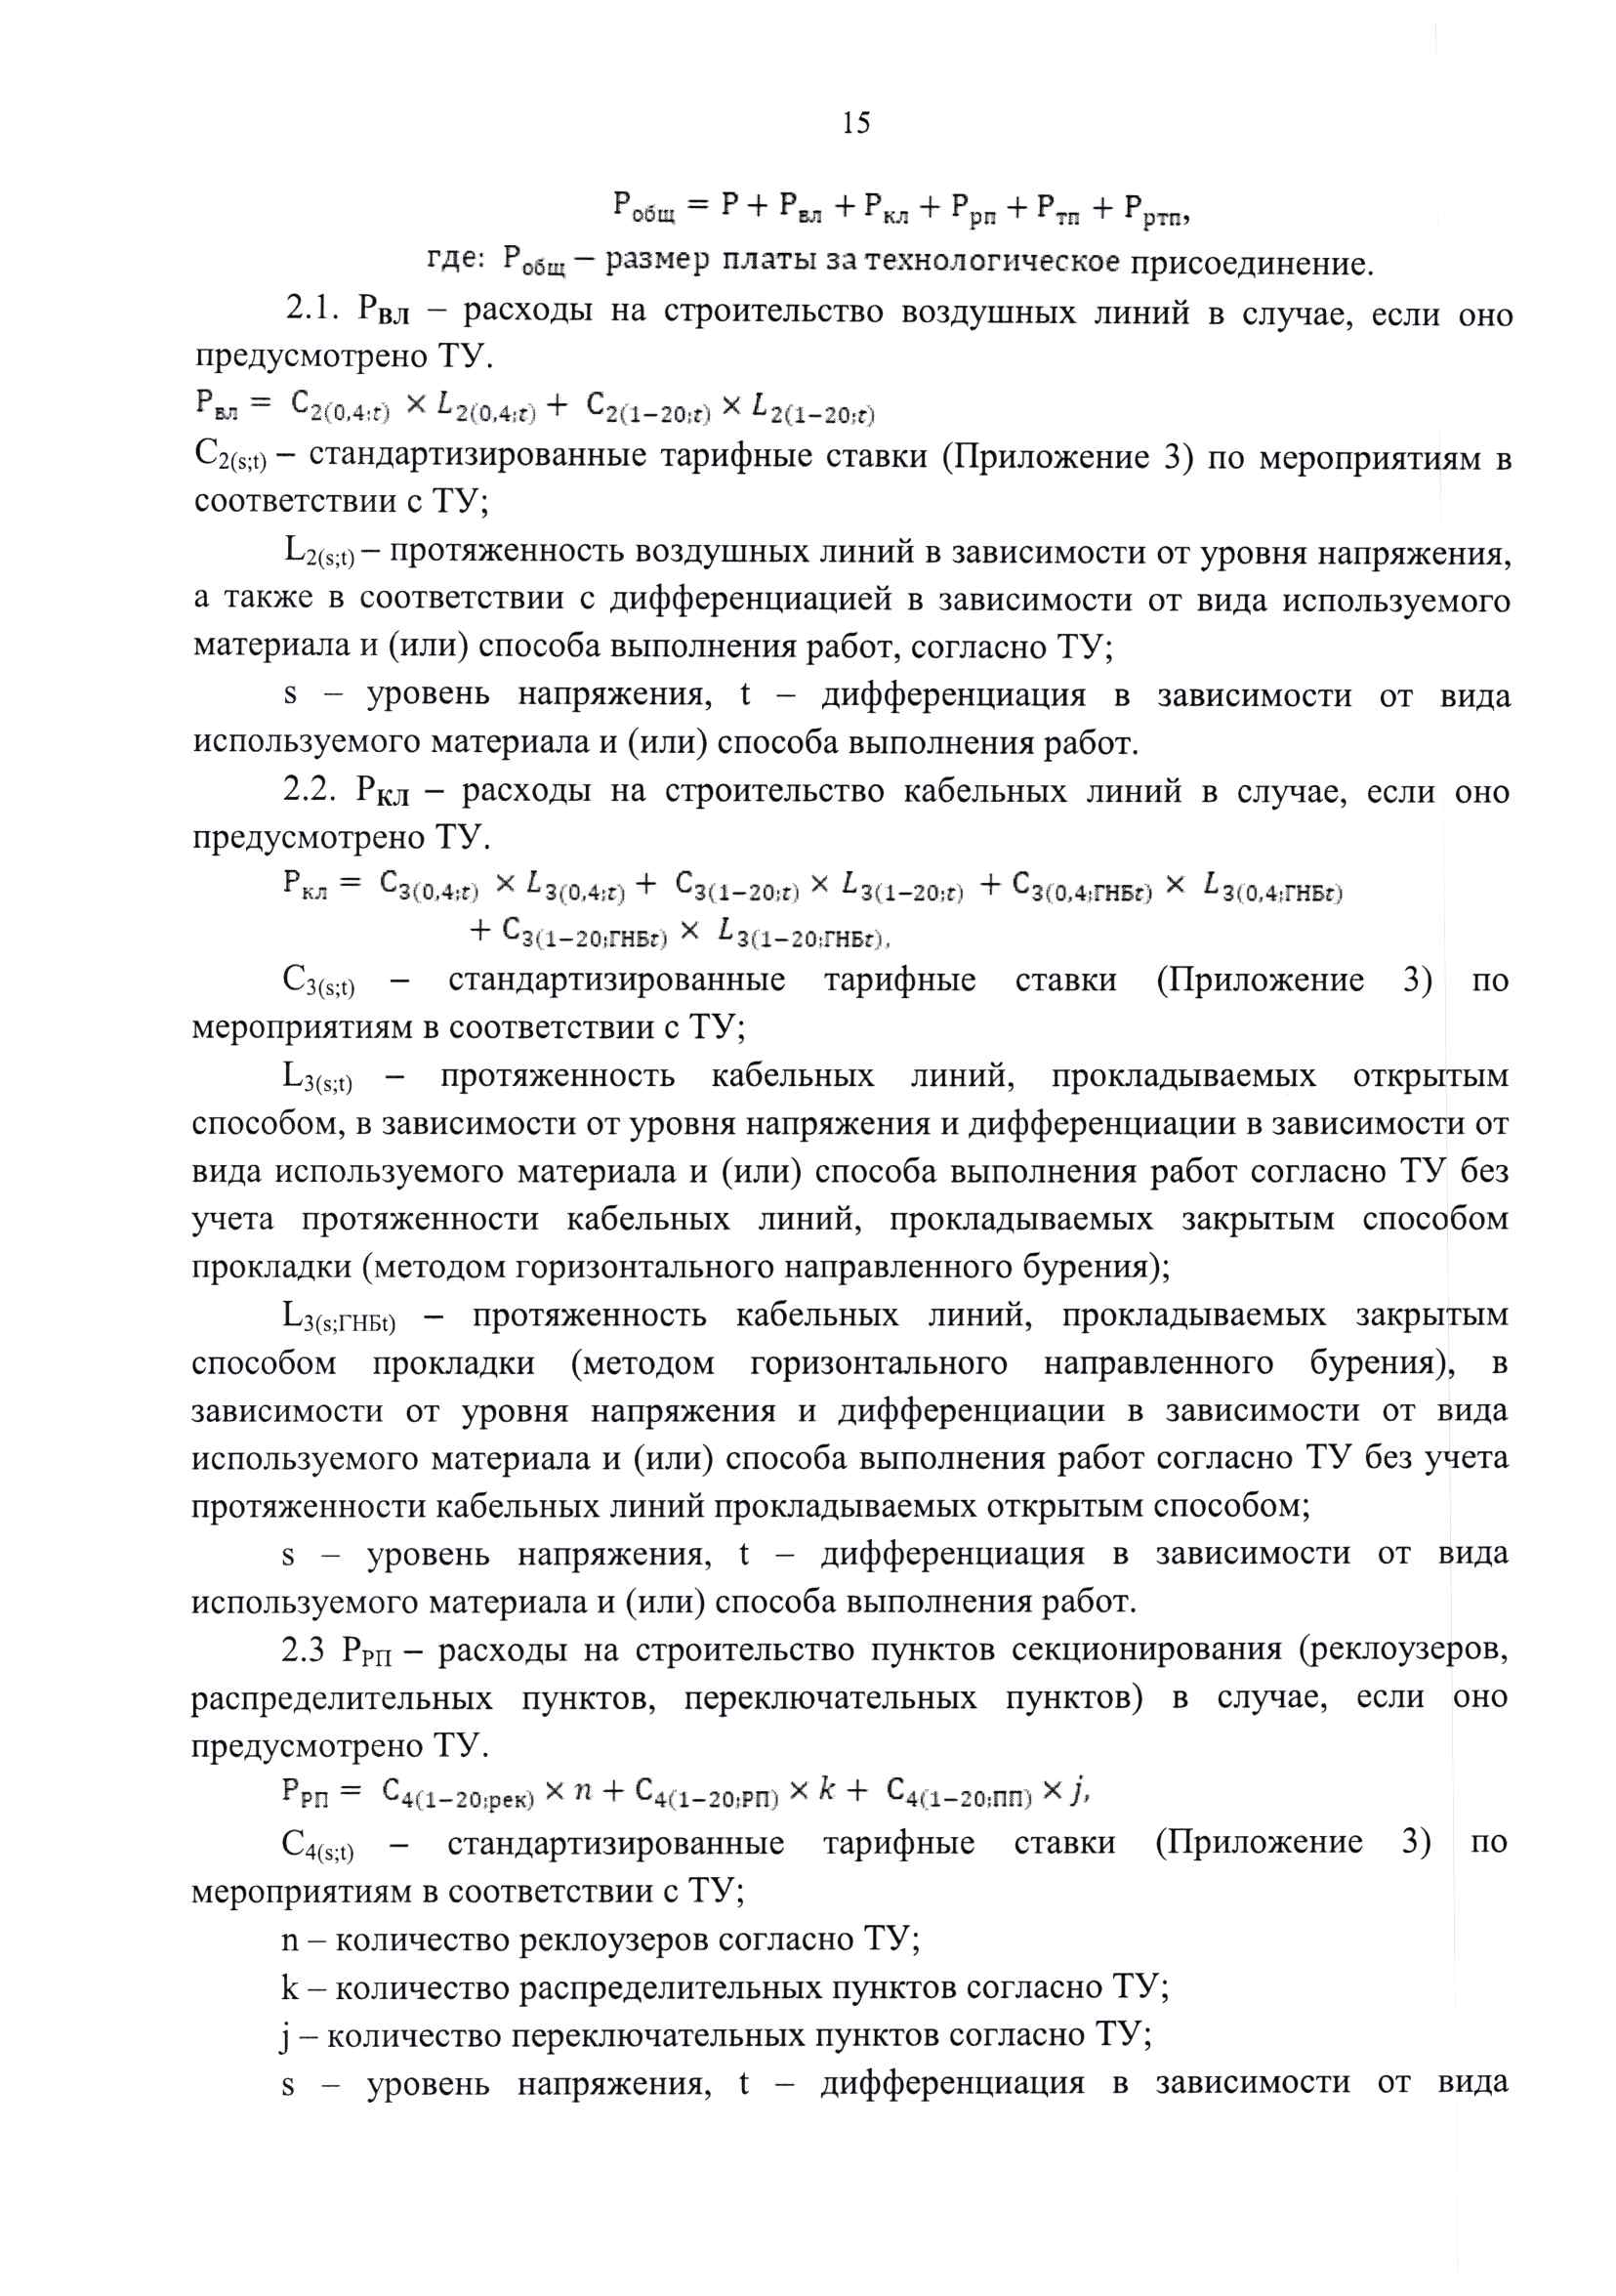 15
Pобщ = P + Pвл + Pкл + Pрп + Pтп + Pртп,
где: Pобщ – размер платы за технологическое присоединение.
2.1. Pвл – расходы на строительство воздушных линий в случае, если оно
предусмотрено ТУ.
Pвл = C2(0,4;t) × L2(0,4;t) + C2(1–20;t) × L2(1–20;t)
C2(s;t) – стандартизированные тарифные ставки (Приложение 3) по мероприятиям в
соответствии с ТУ;
L2(s;t) – протяженность воздушных линий в зависимости от уровня напряжения,
а также в соответствии с дифференциацией в зависимости от вида используемого
материала и (или) способа выполнения работ, согласно ТУ;
s – уровень напряжения, t – дифференциация в зависимости от вида
используемого материала и (или) способа выполнения работ.
2.2. Pкл – расходы на строительство кабельных линий в случае, если оно
предусмотрено ТУ.
Pкл = C3(0,4;t) × L3(0,4;t) + C3(1–20;t) × L3(1–20;t) + C3(0,4;ГНБt) × L3(0,4;ГНБt)
+ C3(1–20;ГНБt) × L3(1–20;ГНБt),
C3(s;t) – стандартизированные тарифные ставки (Приложение 3) по
мероприятиям в соответствии с ТУ;
L3(s;t) – протяженность кабельных линий, прокладываемых открытым
способом, в зависимости от уровня напряжения и дифференциации в зависимости от
вида используемого материала и (или) способа выполнения работ согласно ТУ без
учета протяженности кабельных линий, прокладываемых закрытым способом
прокладки (методом горизонтального направленного бурения);
L3(s;ГНБt) – протяженность кабельных линий, прокладываемых закрытым
способом прокладки (методом горизонтального направленного бурения), в
зависимости от уровня напряжения и дифференциации в зависимости от вида
используемого материала и (или) способа выполнения работ согласно ТУ без учета
протяженности кабельных линий прокладываемых открытым способом;
s – уровень напряжения, t – дифференциация в зависимости от вида
используемого материала и (или) способа выполнения работ.
2.3 PРП – расходы на строительство пунктов секционирования (реклоузеров,
распределительных пунктов, переключательных пунктов) в случае, если оно
предусмотрено ТУ.
PРП = C4(1–20;рек) × n + C4(1–20;РП) × k + C4(1–20;ПП) × j,
C4(s;t) – стандартизированные тарифные ставки (Приложение 3) по
мероприятиям в соответствии с ТУ;
n – количество реклоузеров согласно ТУ;
k – количество распределительных пунктов согласно ТУ;
j – количество переключательных пунктов согласно ТУ;
s – уровень напряжения, t – дифференциация в зависимости от вида